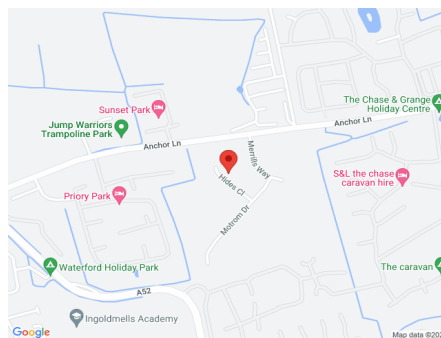 Sunset Park
Jump Warriors
Trampoline Park
Anchor Ln
The Chase & Grange
Holiday Centre
Anchor Ln
Merrills Way
Hides Ct
S&L the chase
caravan hire
Priory Park
Motrom Dr
Waterford Holiday Park
The caravan
A52
Ingoldmells Academy
Google
Map data ©202